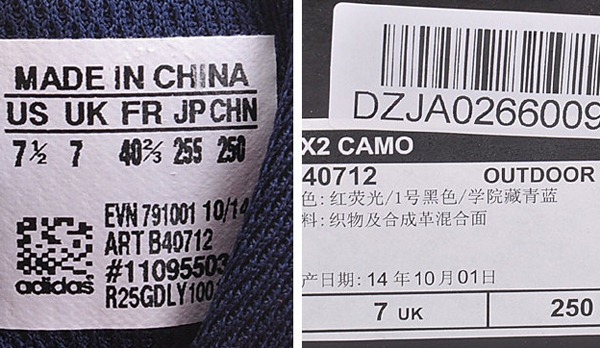 MADE IN CHINA
US UK FR JP CHN
7½ 7 40⅔ 255 250
EVN 791001 10/14
ART B40712
#11095503
R25GDLY100
adidas
DZJA0266009
X2 CAMO
40712 OUTDOOR
色: 红荧光/1号黑色/学院藏青蓝
料: 织物及合成革混合面
产日期: 14 年 10 月 01 日
7 UK 250